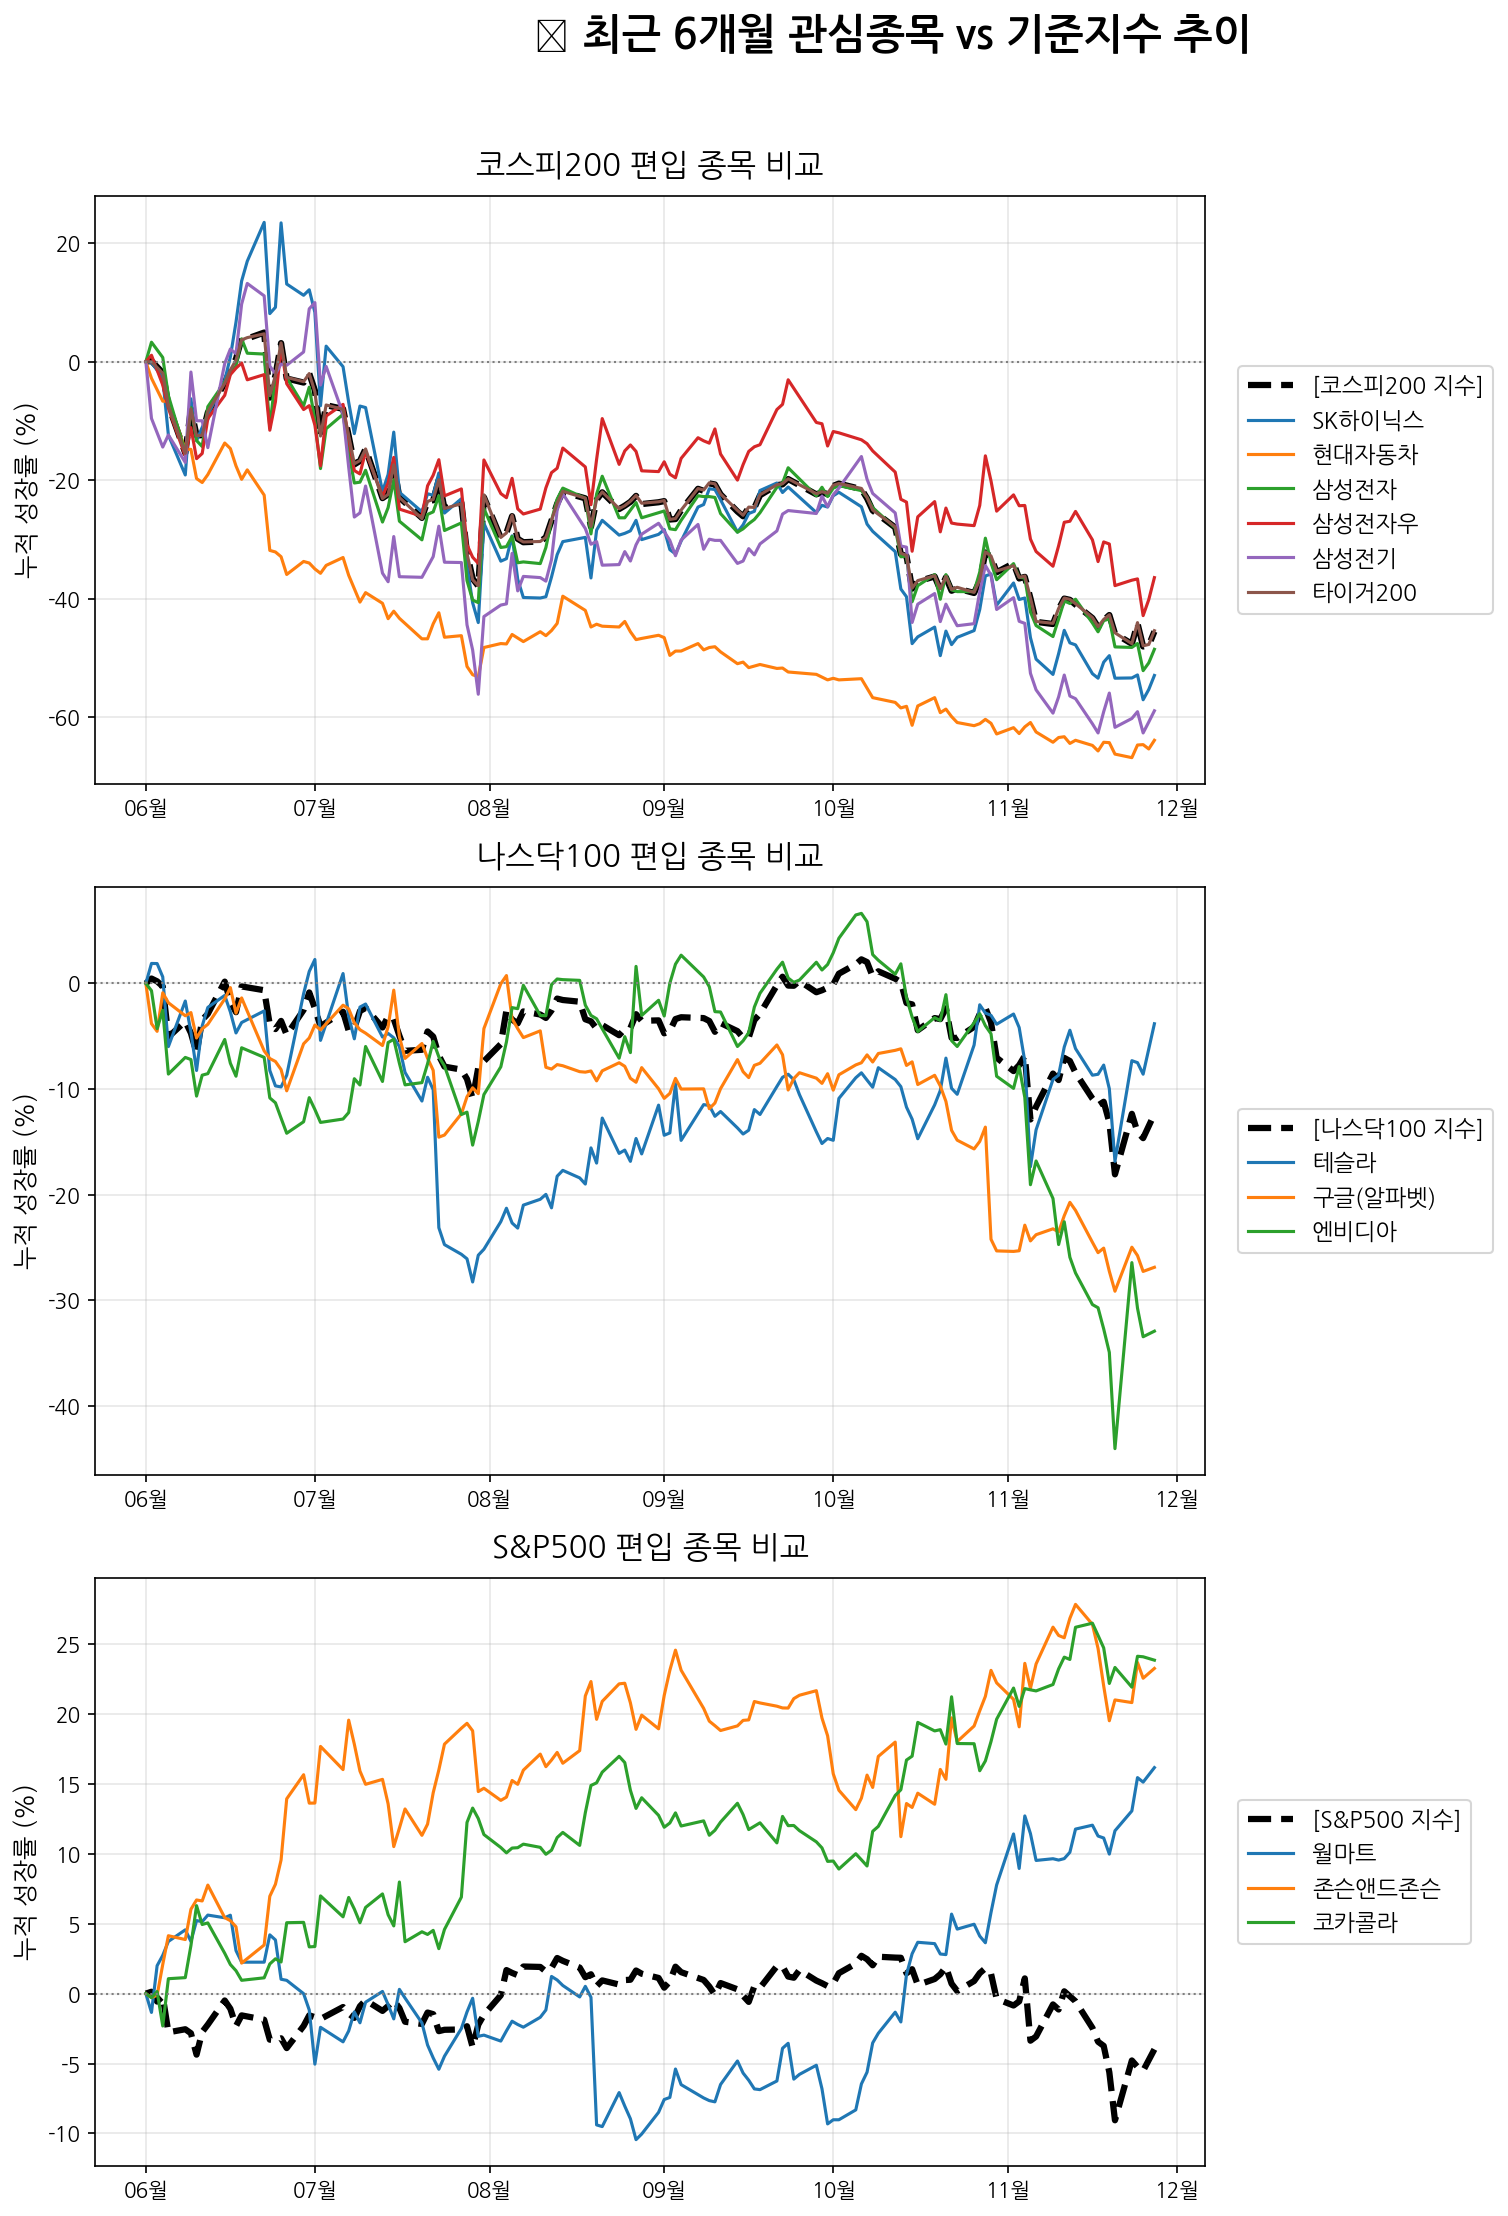 최근 6개월 관심종목 vs 기준지수 추이
코스피200 편입 종목 비교
누적 성장률 (%)
20
0
-20
-40
-60
06월 07월 08월 09월 10월 11월 12월
[코스피200 지수]
SK하이닉스
현대자동차
삼성전자
삼성전자우
삼성전기
타이거200
나스닥100 편입 종목 비교
누적 성장률 (%)
0
-10
-20
-30
-40
06월 07월 08월 09월 10월 11월 12월
[나스닥100 지수]
테슬라
구글(알파벳)
엔비디아
S&P500 편입 종목 비교
누적 성장률 (%)
25
20
15
10
5
0
-5
-10
06월 07월 08월 09월 10월 11월 12월
[S&P500 지수]
월마트
존슨앤드존슨
코카콜라